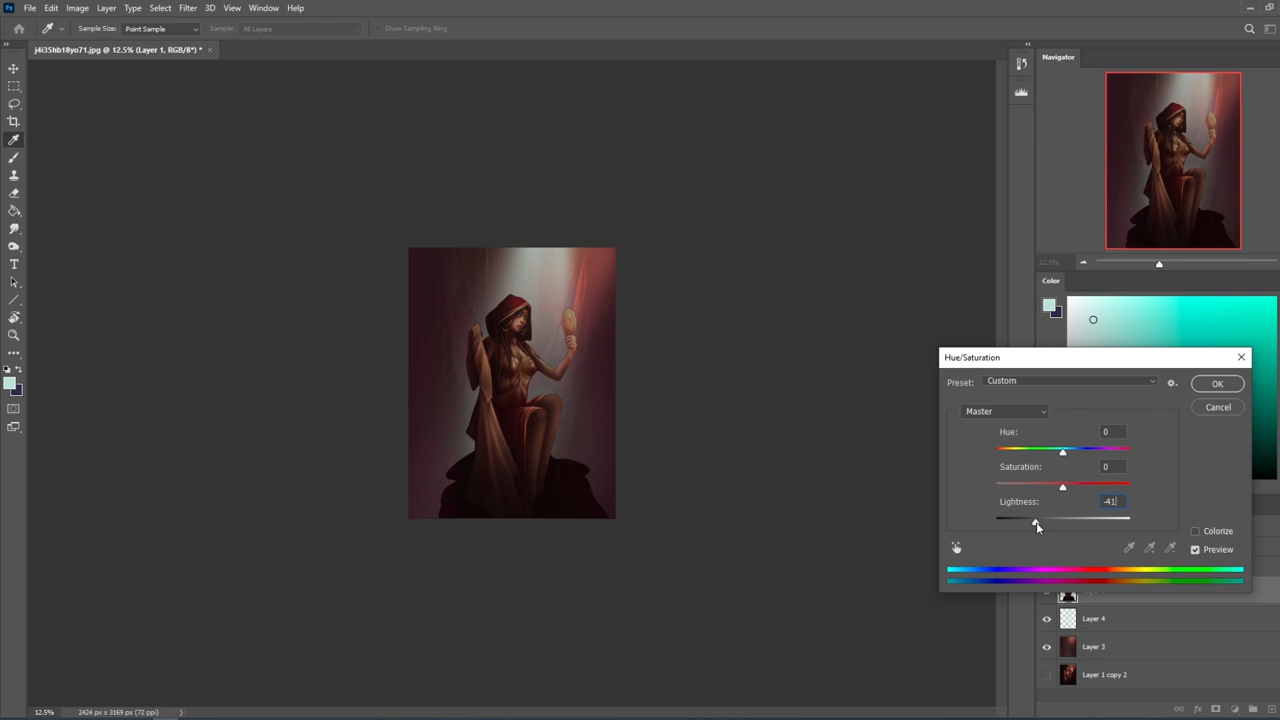 Ps File Edit Image Layer Type Select Filter 3D View Window Help
Sample Size: Point Sample Sample: All Layers Show Sampling Ring
j4i35hb18yo71.jpg @ 12.5% (Layer 1, RGB/8*) * ×
Navigator
12.5%
Color
Hue/Saturation
Preset: Custom
OK
Master
Cancel
Hue: 0
Saturation: 0
Lightness: -41
Colorize
Preview
Layer 4
Layer 3
Layer 1 copy 2
12.5% 2424 px x 3169 px (72 ppi)
fx